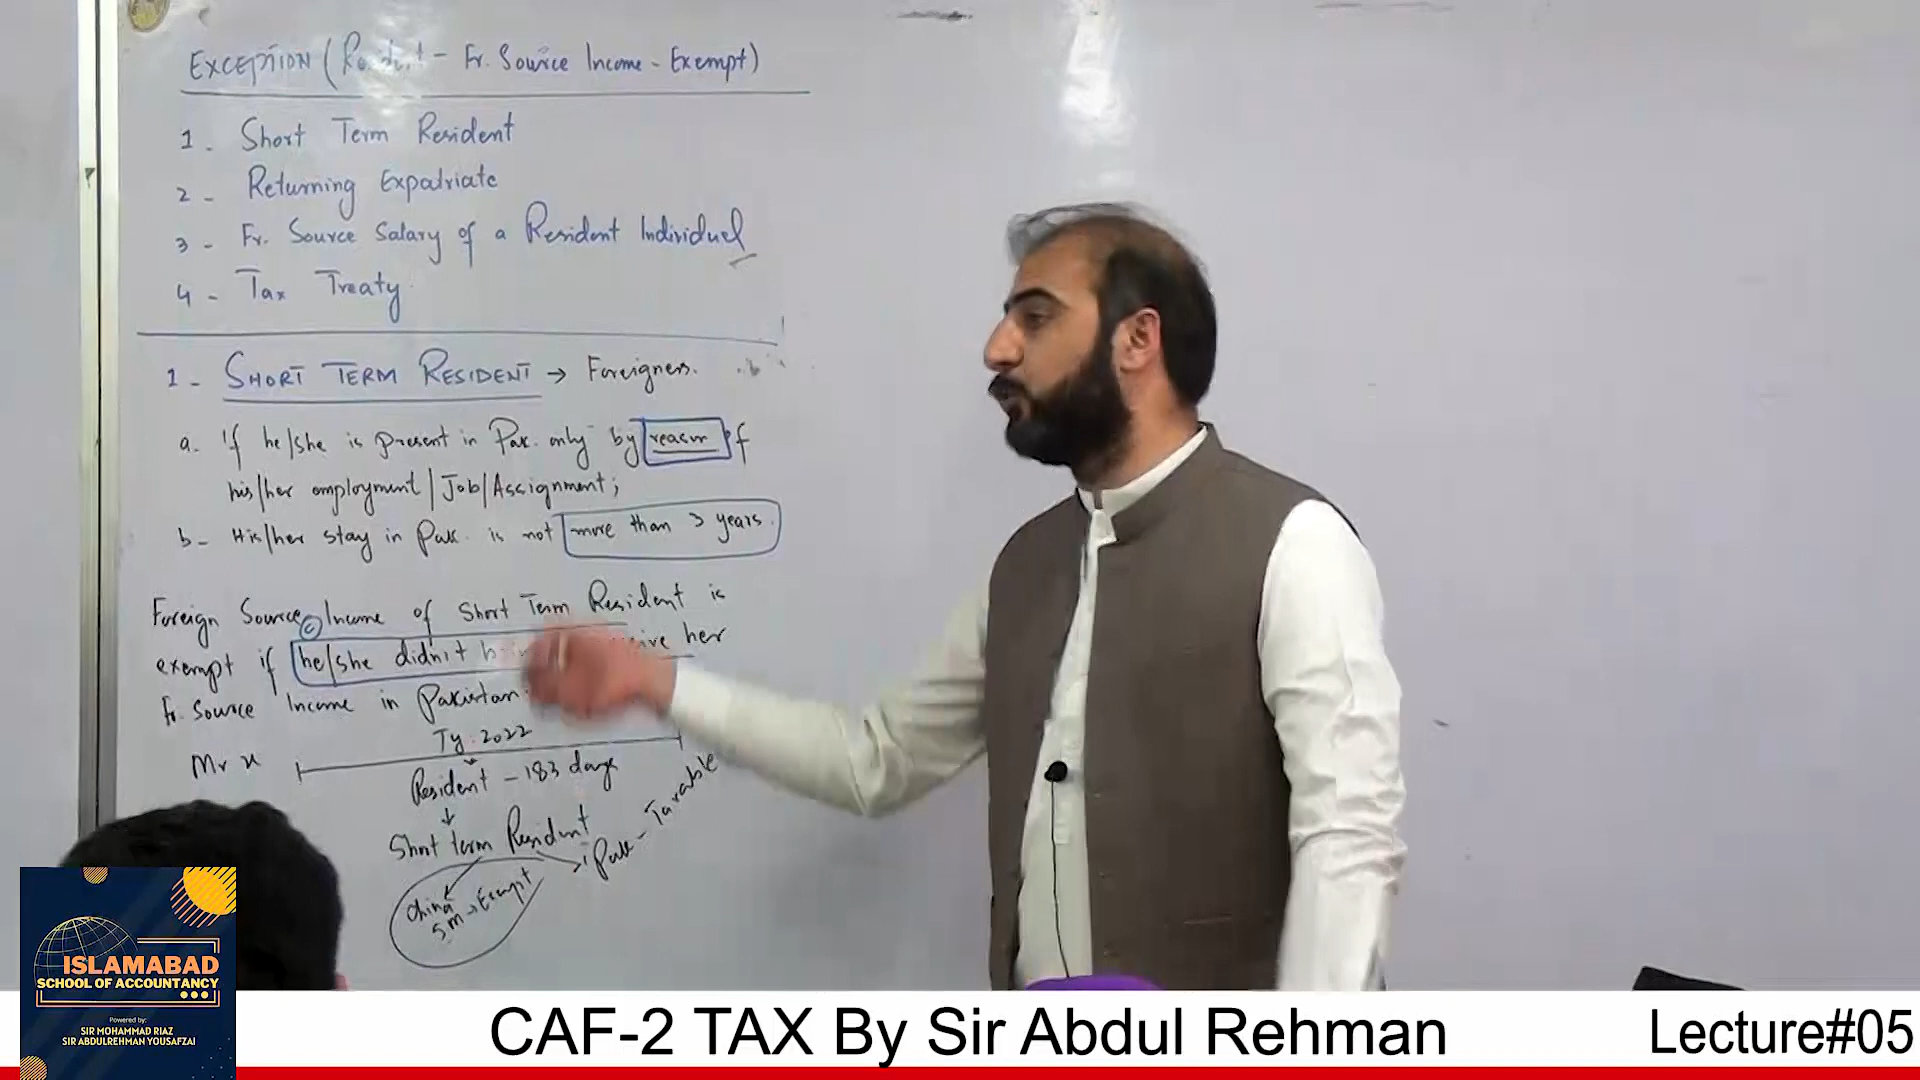 EXCEPTION (Resident - Fr. Source Income - Exempt)
1. Short Term Resident
2 - Returning Expatriate
3 - Fr. Source Salary of a Resident Individuel
4 - Tax Treaty
1 - SHORT TERM RESIDENT → Foreigners.
a. If he/she is present in Pak. only by reason of
his/her employment/Job/Assignment;
b- His/her stay in Pak. is not more than 3 years.
Foreign Source Income of Short Term Resident is
exempt if (c) he/she didn't her
Fr. Source Income in Pakistan.
Ty. 2022
Mr x
Resident - 183 days
↓
Short term Resident
Pak - Taxable
China
5m → Exempt
ISLAMABAD
SCHOOL OF ACCOUNTANCY
Powered by:
SIR MOHAMMAD RIAZ
SIR ABDULREHMAN YOUSAFZAI
CAF-2 TAX By Sir Abdul Rehman
Lecture#05